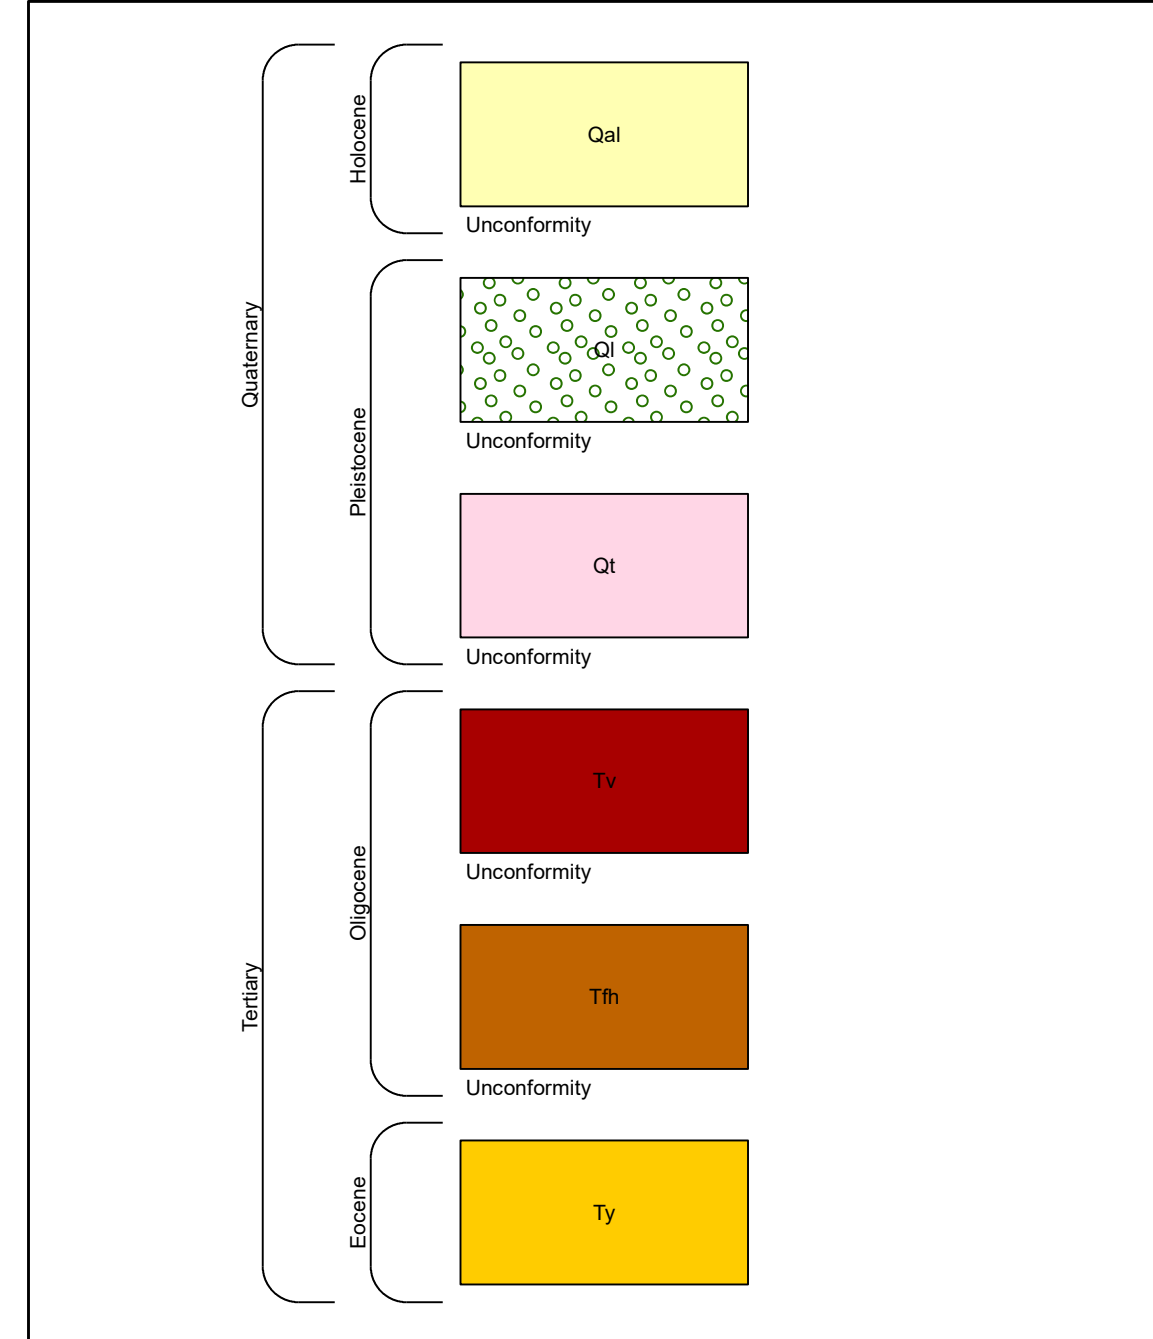 Quaternary
Holocene
Qal
Unconformity
Pleistocene
Ql
Unconformity
Qt
Unconformity
Tertiary
Oligocene
Tv
Unconformity
Tfh
Unconformity
Eocene
Ty